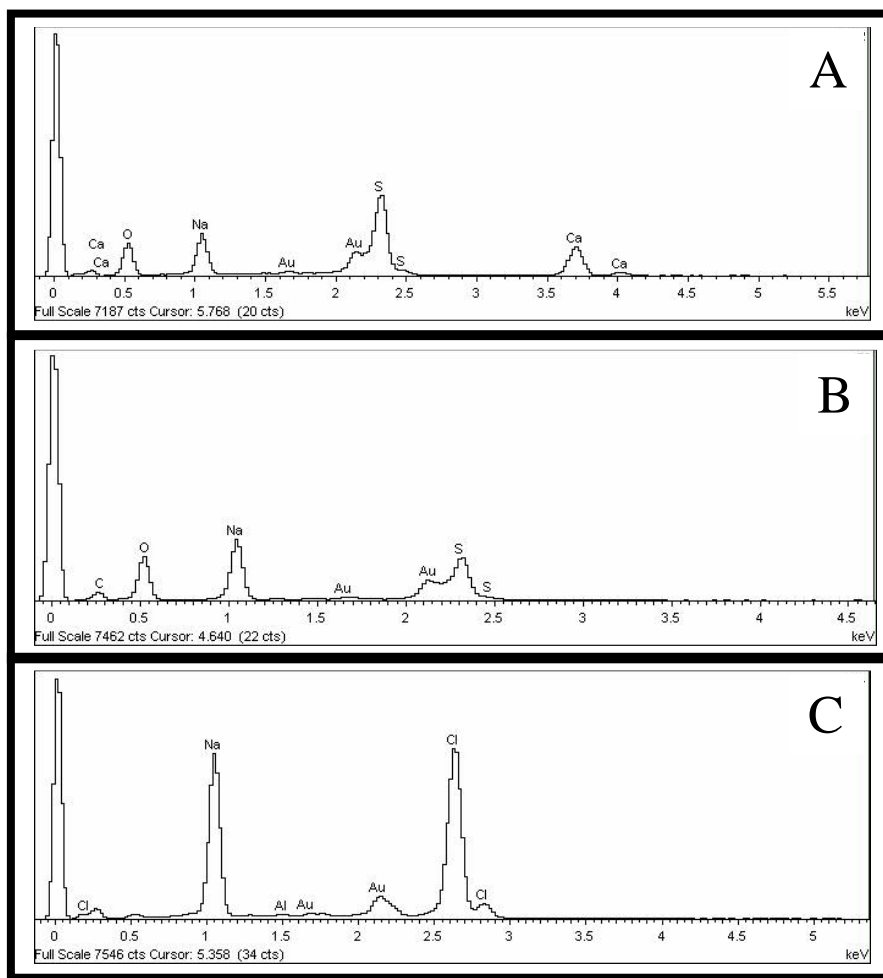 A
S
Na
Ca
O
Au
Ca
Ca
Au
S
Ca
0 0.5 1 1.5 2 2.5 3 3.5 4 4.5 5 5.5
Full Scale 7187 cts Cursor: 5.768 (20 cts) keV
B
Na
O
S
Au
C
Au
S
0 0.5 1 1.5 2 2.5 3 3.5 4 4.5
Full Scale 7462 cts Cursor: 4.640 (22 cts) keV
C
Na
Cl
Au
Cl
Cl
Al
Au
0 0.5 1 1.5 2 2.5 3 3.5 4 4.5 5
Full Scale 7546 cts Cursor: 5.358 (34 cts) keV